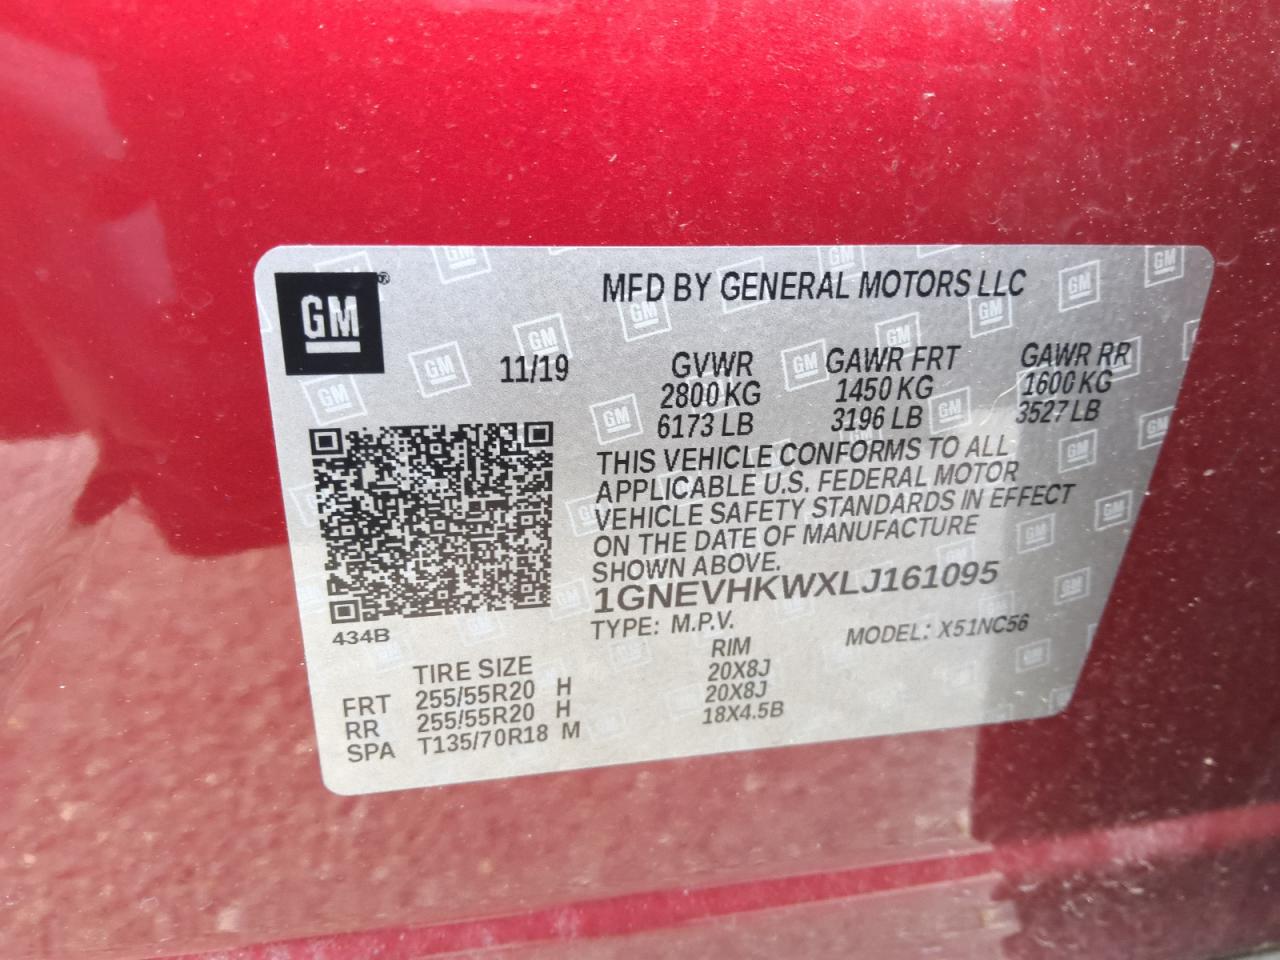 GM®
MFD BY GENERAL MOTORS LLC
11/19 GVWR GAWR FRT GAWR RR
2800 KG 1450 KG 1600 KG
6173 LB 3196 LB 3527 LB
THIS VEHICLE CONFORMS TO ALL
APPLICABLE U.S. FEDERAL MOTOR
VEHICLE SAFETY STANDARDS IN EFFECT
ON THE DATE OF MANUFACTURE
SHOWN ABOVE.
1GNEVHKWXLJ161095
434B
TYPE: M.P.V. MODEL: X51NC56
TIRE SIZE RIM
FRT 255/55R20 H 20X8J
RR 255/55R20 H 20X8J
SPA T135/70R18 M 18X4.5B